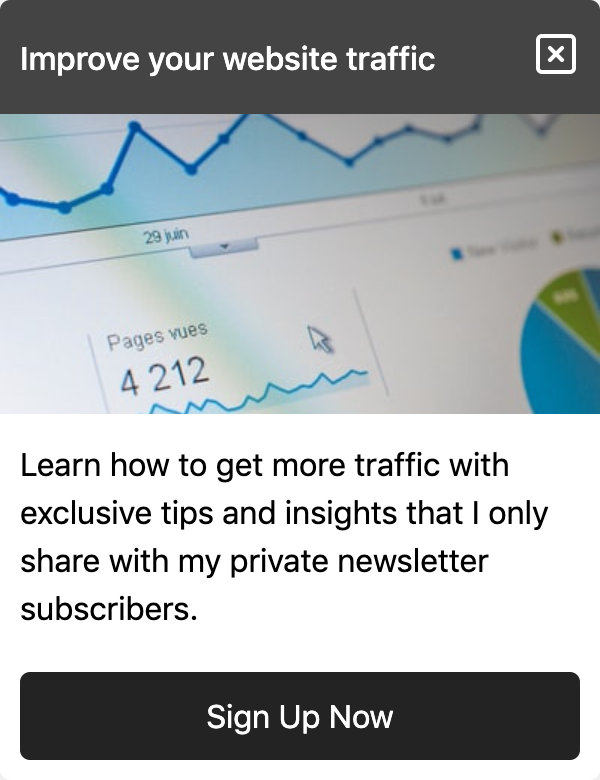 Improve your website traffic
29 juin
Pages vues
4 212
Learn how to get more traffic with
exclusive tips and insights that I only
share with my private newsletter
subscribers.
Sign Up Now